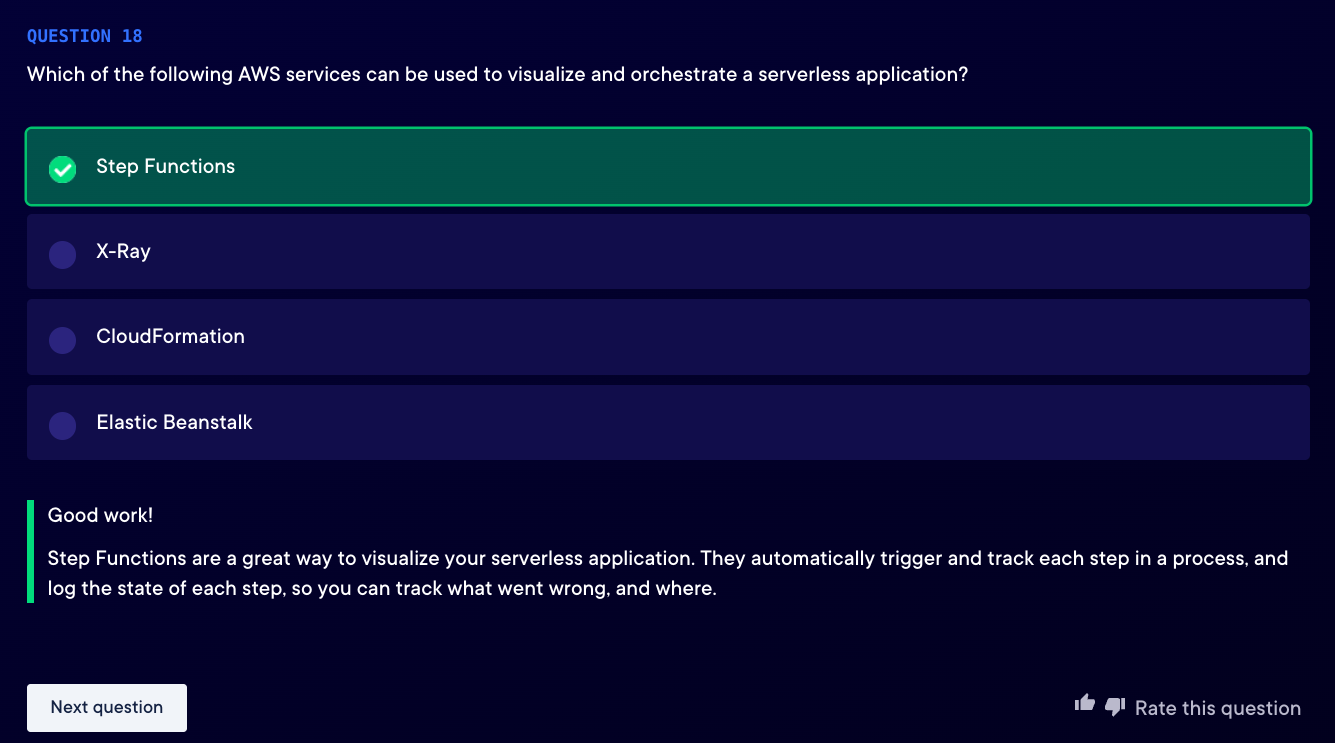 QUESTION 18
Which of the following AWS services can be used to visualize and orchestrate a serverless application?
Step Functions
X-Ray
CloudFormation
Elastic Beanstalk
Good work!
Step Functions are a great way to visualize your serverless application. They automatically trigger and track each step in a process, and
log the state of each step, so you can track what went wrong, and where.
Next question
Rate this question